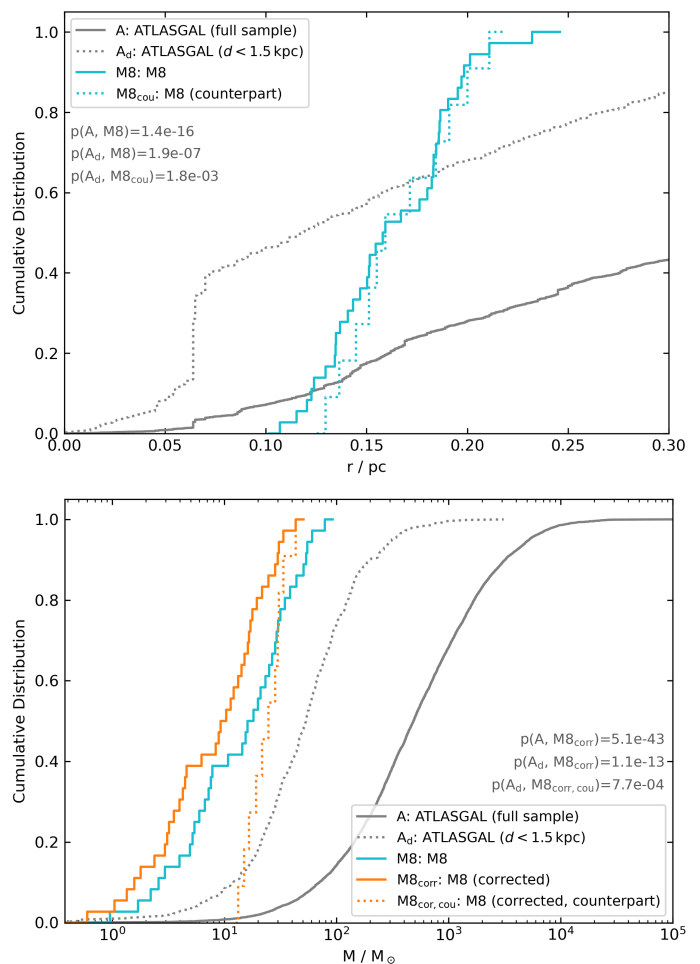 1.0
0.8
0.6
0.4
0.2
0.0
Cumulative Distribution
A: ATLASGAL (full sample)
A_d: ATLASGAL (d < 1.5 kpc)
M8: M8
M8_cou: M8 (counterpart)
p(A, M8)=1.4e-16
p(A_d, M8)=1.9e-07
p(A_d, M8_cou)=1.8e-03
0.00 0.05 0.10 0.15 0.20 0.25 0.30
r / pc
1.0
0.8
0.6
0.4
0.2
0.0
Cumulative Distribution
p(A, M8_corr)=5.1e-43
p(A_d, M8_corr)=1.1e-13
p(A_d, M8_corr, cou)=7.7e-04
A: ATLASGAL (full sample)
A_d: ATLASGAL (d < 1.5 kpc)
M8: M8
M8_corr: M8 (corrected)
M8_cor, cou: M8 (corrected, counterpart)
10^0 10^1 10^2 10^3 10^4 10^5
M / M_⊙